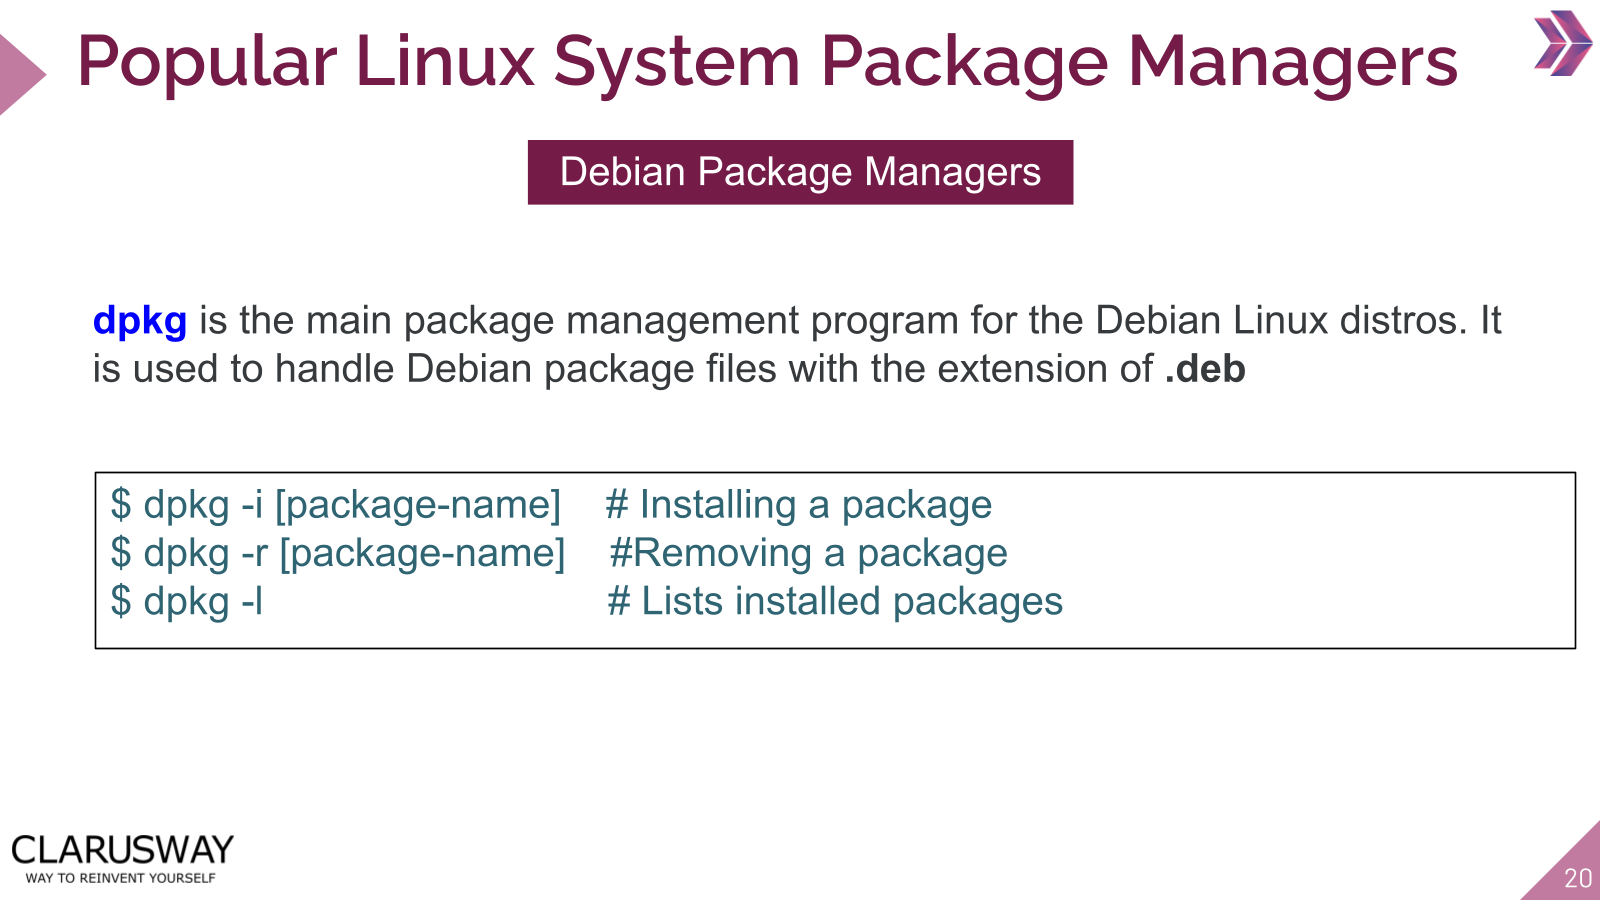 Popular Linux System Package Managers
Debian Package Managers
dpkg is the main package management program for the Debian Linux distros. It
is used to handle Debian package files with the extension of .deb
$ dpkg -i [package-name] # Installing a package
$ dpkg -r [package-name] #Removing a package
$ dpkg -l # Lists installed packages
CLARUSWAY
WAY TO REINVENT YOURSELF
20